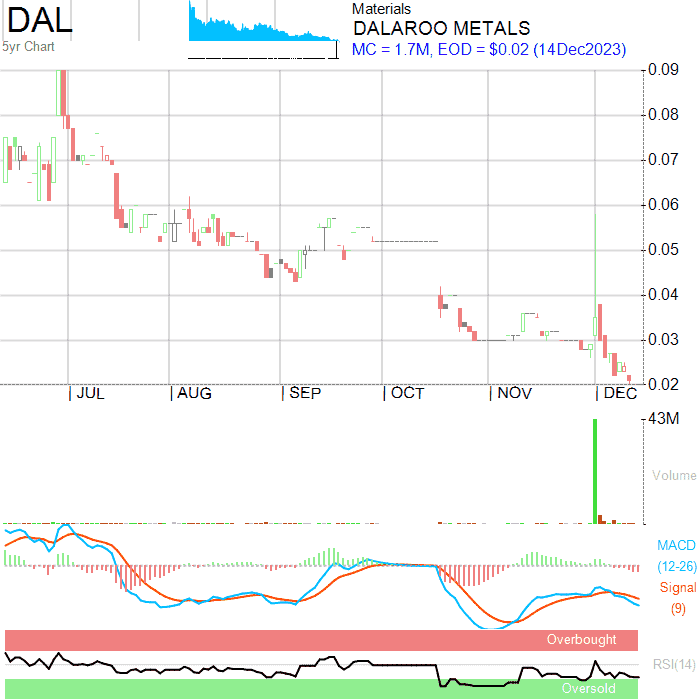 DAL
5yr Chart
Materials
DALAROO METALS
MC = 1.7M, EOD = $0.02 (14Dec2023)
0.09
0.08
0.07
0.06
0.05
0.04
0.03
0.02
JUL AUG SEP OCT NOV DEC
43M
Volume
MACD
(12-26)
Signal
(9)
Overbought
RSI(14)
Oversold